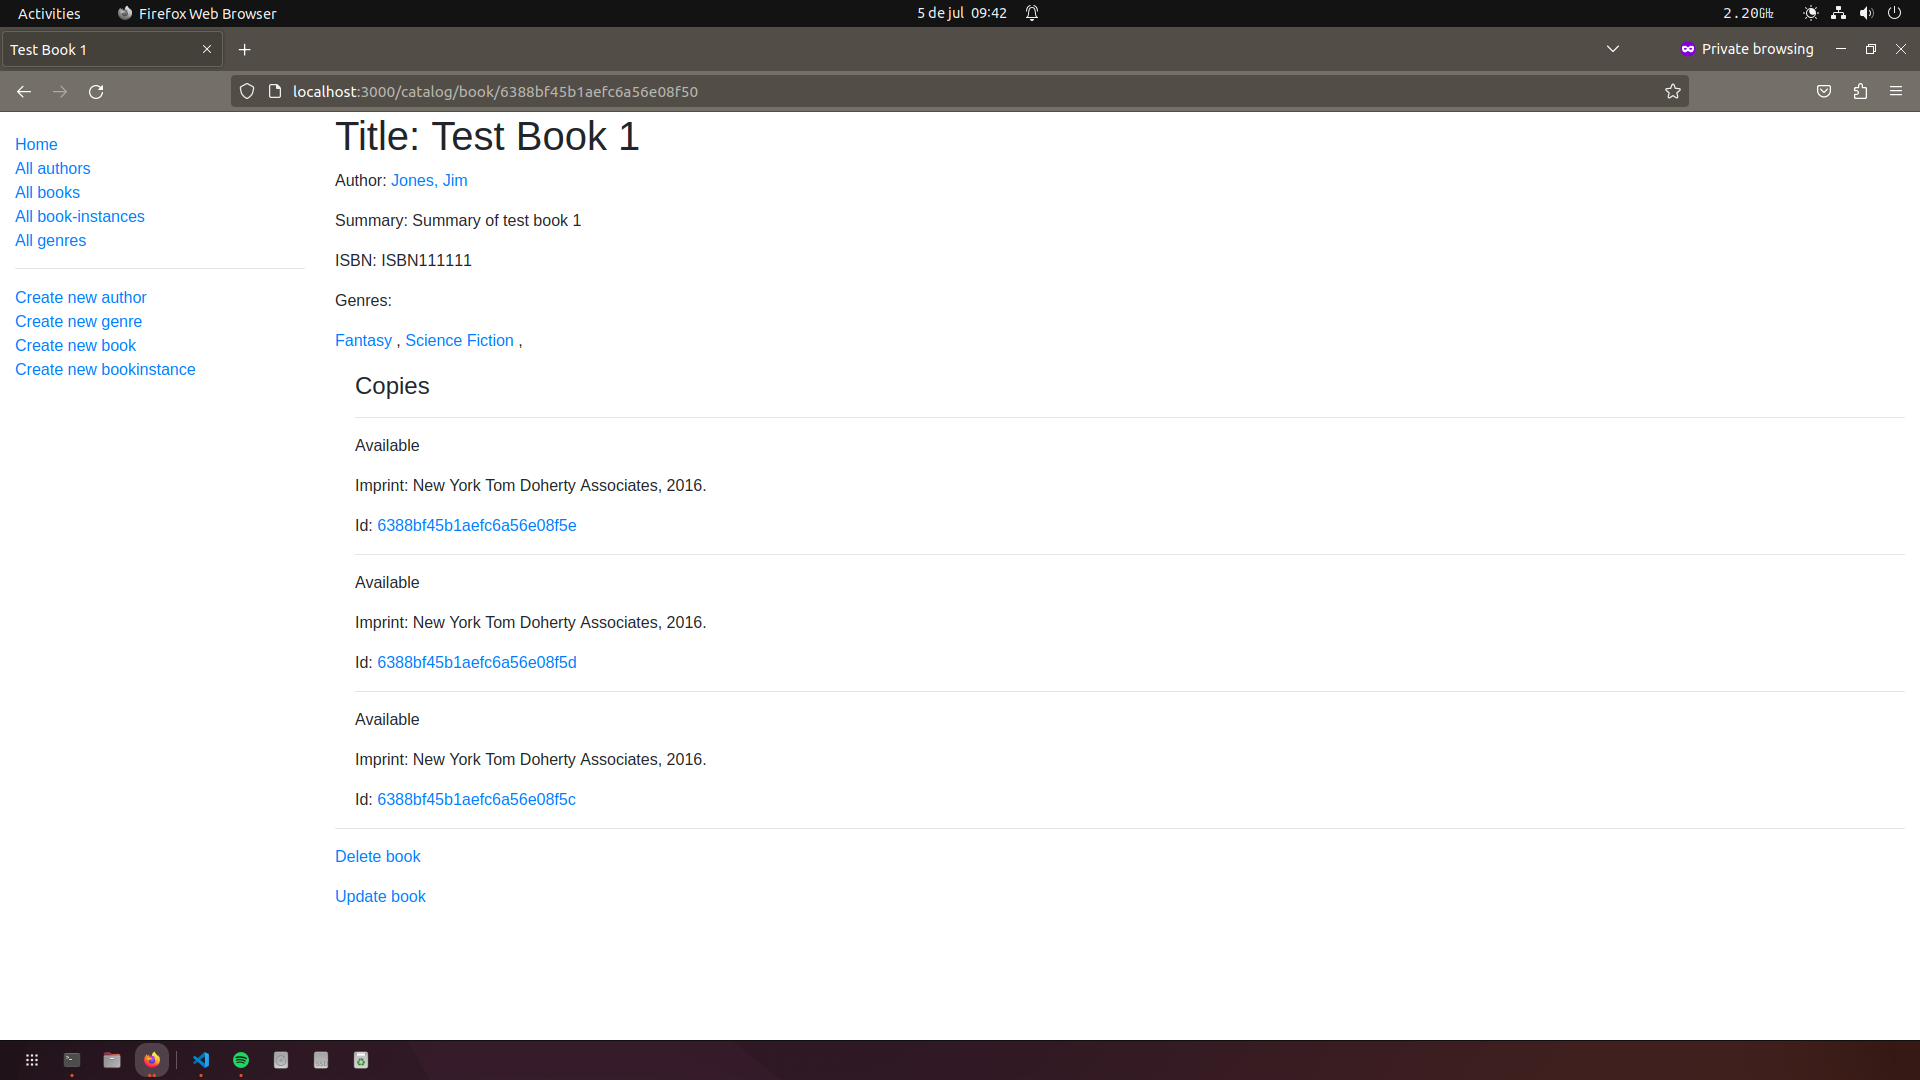 Activities Firefox Web Browser 5 de jul 09:42 2.20GHz
Test Book 1 Private browsing
localhost:3000/catalog/book/6388bf45b1aefc6a56e08f50
Home
All authors
All books
All book-instances
All genres
Create new author
Create new genre
Create new book
Create new bookinstance
Title: Test Book 1
Author: Jones, Jim
Summary: Summary of test book 1
ISBN: ISBN111111
Genres:
Fantasy , Science Fiction ,
Copies
Available
Imprint: New York Tom Doherty Associates, 2016.
Id: 6388bf45b1aefc6a56e08f5e
Available
Imprint: New York Tom Doherty Associates, 2016.
Id: 6388bf45b1aefc6a56e08f5d
Available
Imprint: New York Tom Doherty Associates, 2016.
Id: 6388bf45b1aefc6a56e08f5c
Delete book
Update book